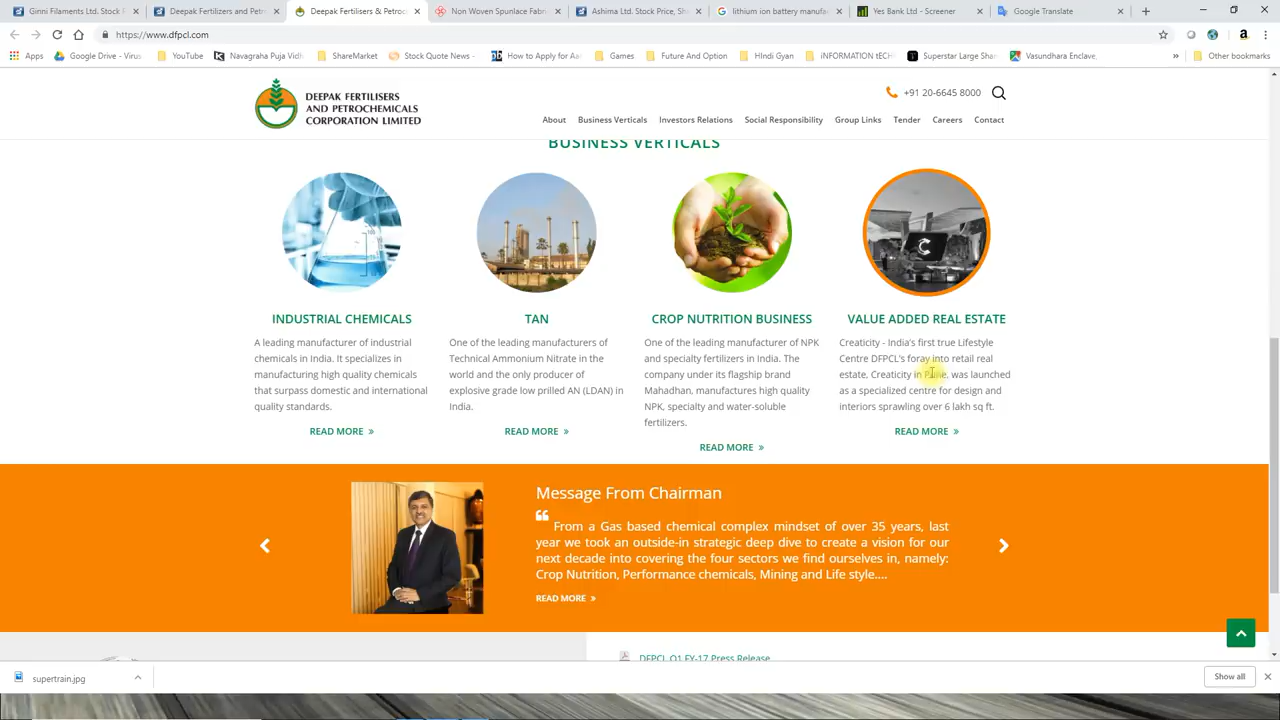 Ginni Filaments Ltd. Stock P
Deepak Fertilizers and Petr
Deepak Fertilisers & Petroc
Non Woven Spunlace Fabri
Ashima Ltd. Stock Price, Sh
lithium ion battery manufa
Yes Bank Ltd - Screener
Google Translate
https://www.dfpcl.com
Apps
Google Drive - Virus
YouTube
Navagraha Puja Vidh
ShareMarket
Stock Quote News -
How to Apply for Aad
Games
Future And Option
HIndi Gyan
iNFORMATION tECH
Superstar Large Shar
Vasundhara Enclave,
Other bookmarks
DEEPAK FERTILISERS
AND PETROCHEMICALS
CORPORATION LIMITED
+91 20-6645 8000
About
Business Verticals
Investors Relations
Social Responsibility
Group Links
Tender
Careers
Contact
BUSINESS VERTICALS
INDUSTRIAL CHEMICALS
A leading manufacturer of industrial
chemicals in India. It specializes in
manufacturing high quality chemicals
that surpass domestic and international
quality standards.
READ MORE »
TAN
One of the leading manufacturers of
Technical Ammonium Nitrate in the
world and the only producer of
explosive grade low prilled AN (LDAN) in
India.
READ MORE »
CROP NUTRITION BUSINESS
One of the leading manufacturer of NPK
and specialty fertilizers in India. The
company under its flagship brand
Mahadhan, manufactures high quality
NPK, specialty and water-soluble
fertilizers.
READ MORE »
VALUE ADDED REAL ESTATE
Creaticity - India's first true Lifestyle
Centre DFPCL's foray into retail real
estate, Creaticity in Pune, was launched
as a specialized centre for design and
interiors sprawling over 6 lakh sq ft.
READ MORE »
Message From Chairman
“ From a Gas based chemical complex mindset of over 35 years, last
year we took an outside-in strategic deep dive to create a vision for our
next decade into covering the four sectors we find ourselves in, namely:
Crop Nutrition, Performance chemicals, Mining and Life style....
READ MORE »
DFPCL Q1 FY-17 Press Release
supertrain.jpg
Show all